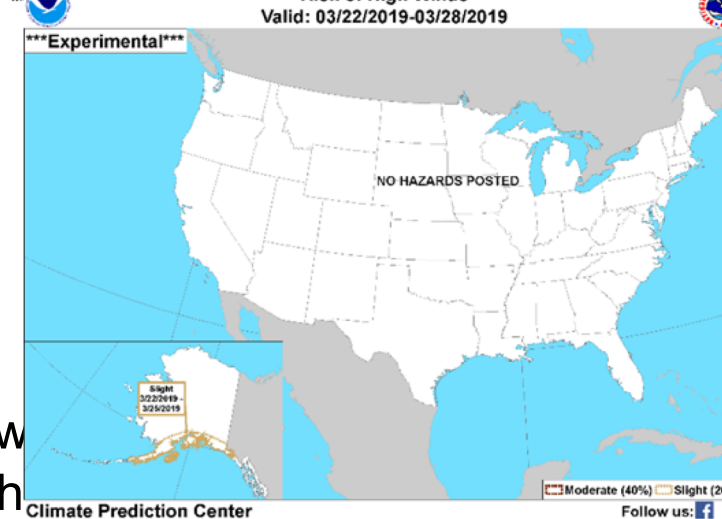 Valid: 03/22/2019-03/28/2019
***Experimental***
NO HAZARDS POSTED
Slight
3/22/2019 -
3/25/2019
Moderate (40%) Slight
Climate Prediction Center
Follow us: